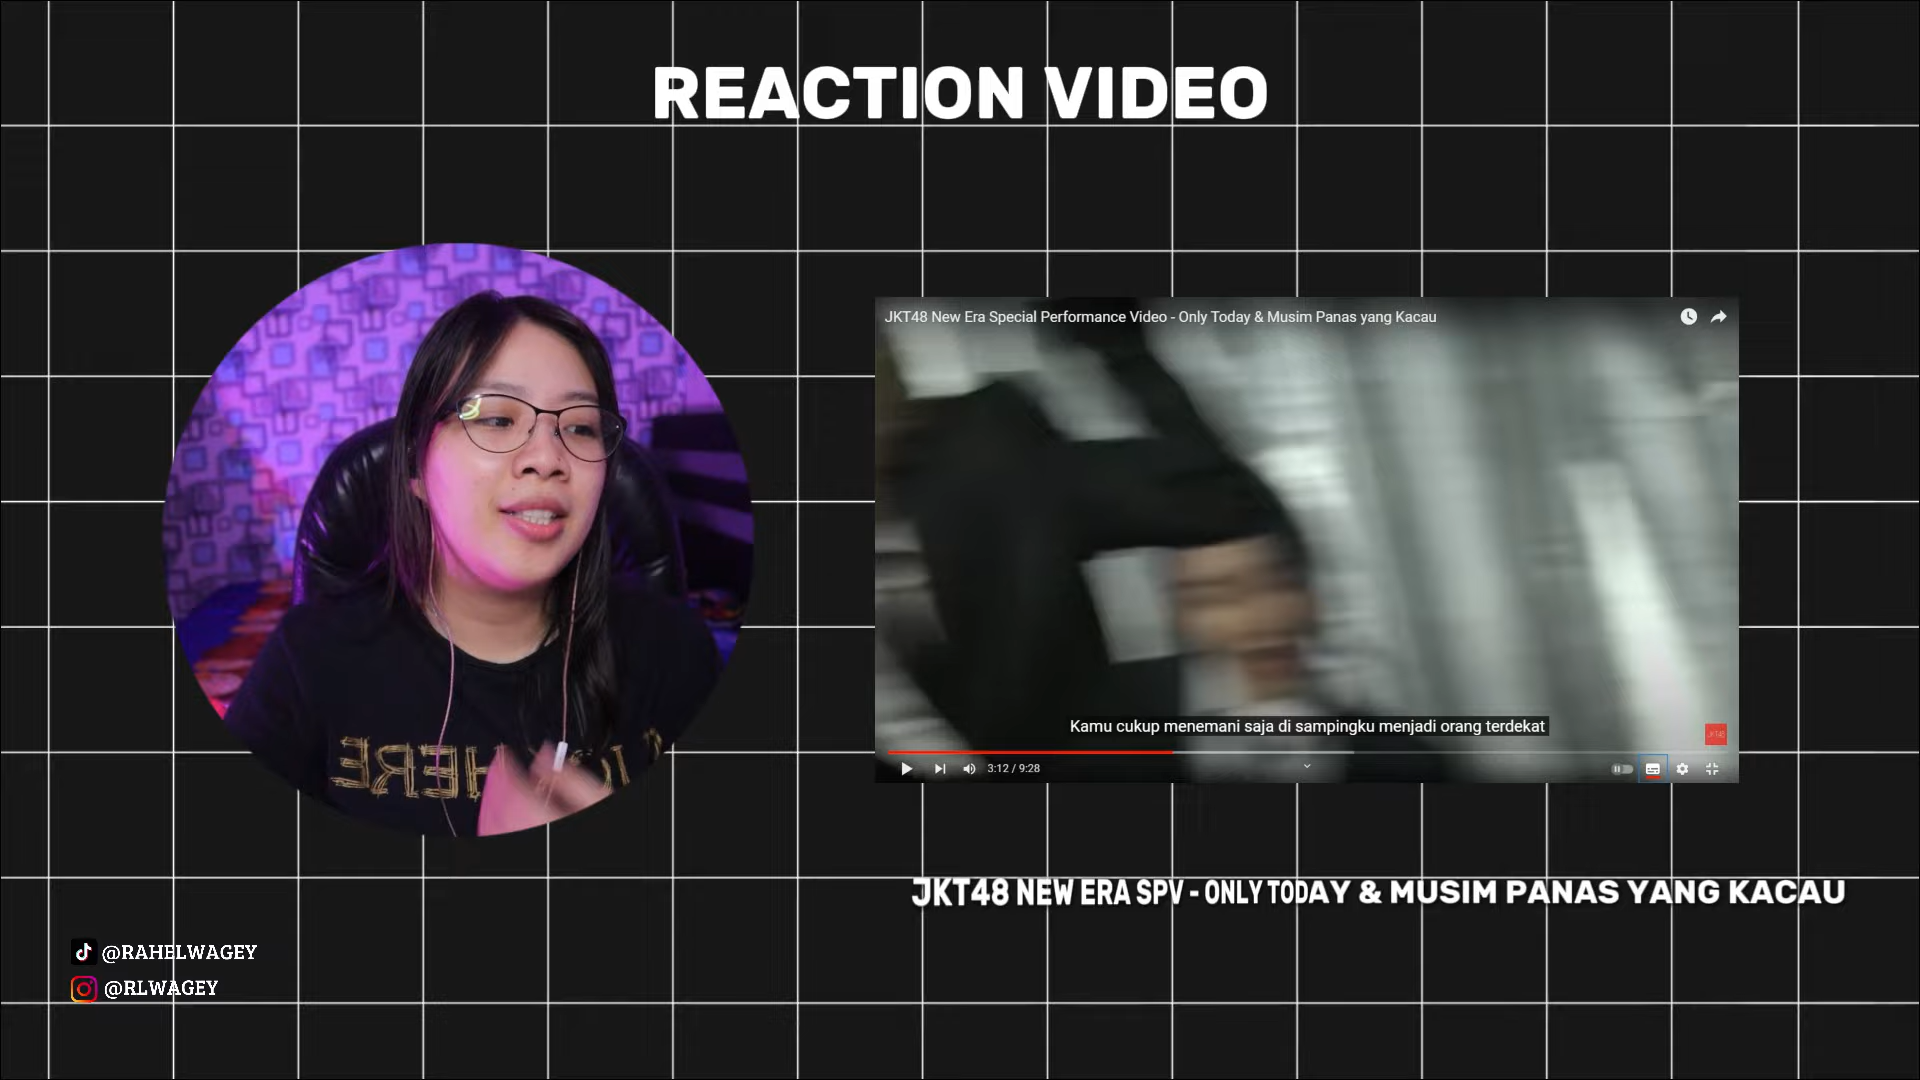 REACTION VIDEO
JKT48 New Era Special Performance Video - Only Today & Musim Panas yang Kacau
HERE
Kamu cukup menemani saja di sampingku menjadi orang terdekat
JKT48
3:12 / 9:28
JKT48 NEW ERA SPV - ONLY TODAY & MUSIM PANAS YANG KACAU
@RAHELWAGEY
@RLWAGEY